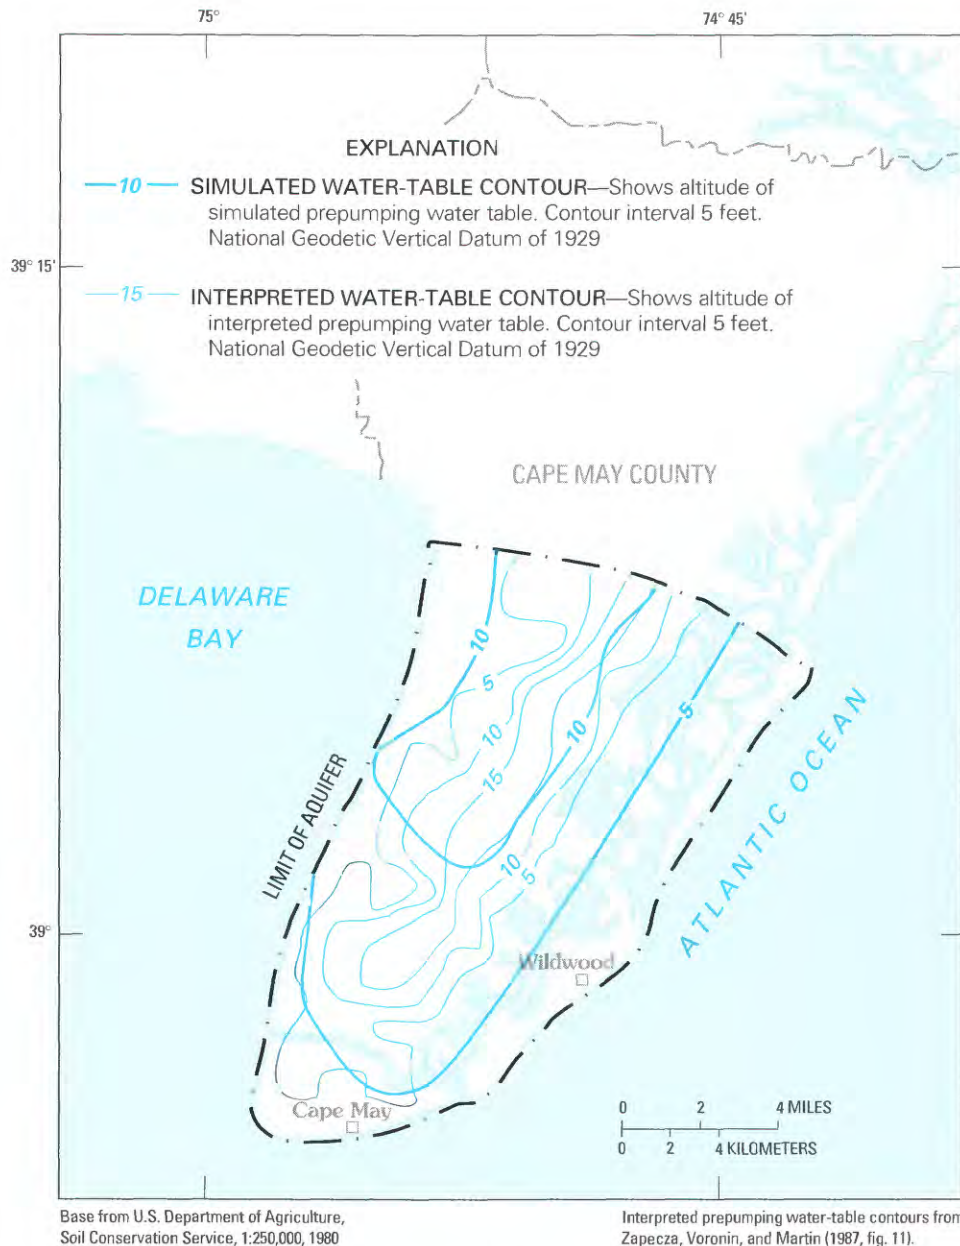 75° 74° 45'
EXPLANATION
10 SIMULATED WATER-TABLE CONTOUR—Shows altitude of
simulated prepumping water table. Contour interval 5 feet.
National Geodetic Vertical Datum of 1929
39° 15'
15 INTERPRETED WATER-TABLE CONTOUR—Shows altitude of
interpreted prepumping water table. Contour interval 5 feet.
National Geodetic Vertical Datum of 1929
CAPE MAY COUNTY
DELAWARE
BAY
10
5
5
10
10
15
LIMIT OF AQUIFER
ATLANTIC OCEAN
10
5
39°
Wildwood
Cape May
0 2 4 MILES
0 2 4 KILOMETERS
Base from U.S. Department of Agriculture,
Soil Conservation Service, 1:250,000, 1980
Interpreted prepumping water-table contours from
Zapecza, Voronin, and Martin (1987, fig. 11).